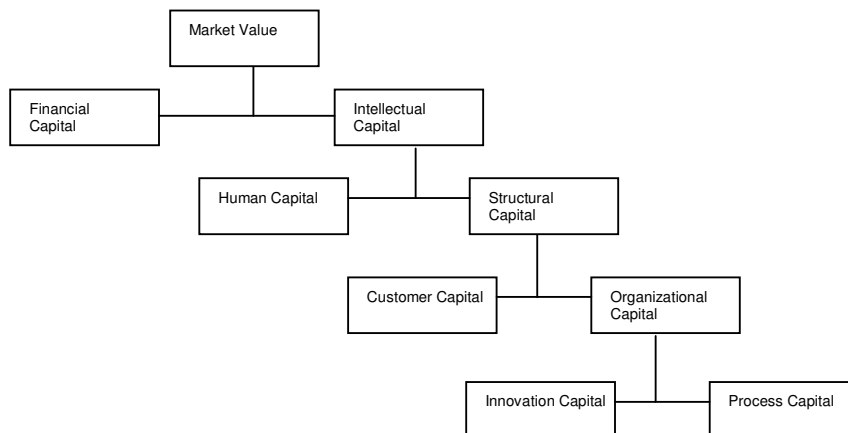 Market Value
Financial
Capital
Intellectual
Capital
Human Capital
Structural
Capital
Customer Capital
Organizational
Capital
Innovation Capital
Process Capital